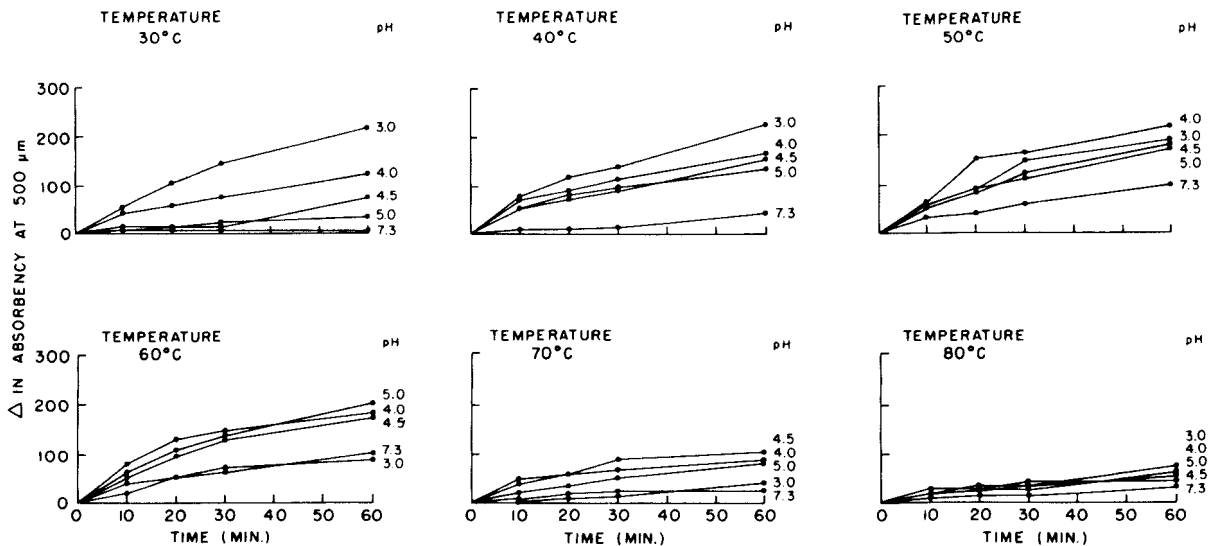 TEMPERATURE
30°C
pH
300
200
100
0
3.0
4.0
4.5
5.0
7.3
TEMPERATURE
40°C
pH
3.0
4.0
4.5
5.0
7.3
TEMPERATURE
50°C
pH
4.0
3.0
4.5
5.0
7.3
Δ IN ABSORBENCY AT 500 µm
TEMPERATURE
60°C
pH
300
200
100
0
5.0
4.0
4.5
7.3
3.0
0 10 20 30 40 50 60
TIME (MIN.)
TEMPERATURE
70°C
pH
4.5
4.0
5.0
3.0
7.3
0 10 20 30 40 50 60
TIME (MIN.)
TEMPERATURE
80°C
pH
3.0
4.0
5.0
4.5
7.3
0 10 20 30 40 50 60
TIME (MIN.)